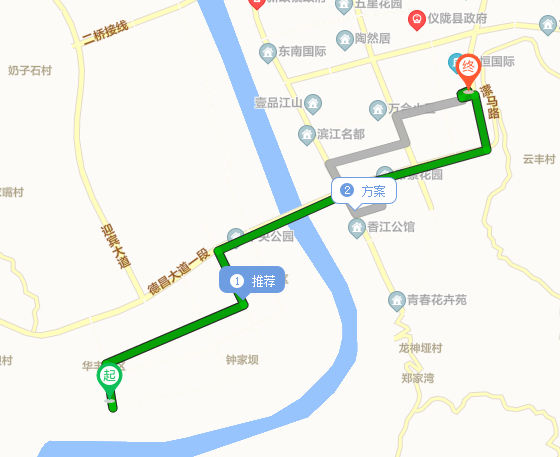 五星花园
仪陇县政府
二桥接线
陶然居
东南国际
终
恒国际
奶子石村
滦马路
壹品江山
滨江名都
云丰村
花园
2 方案
迎宾大道
香江公馆
公园
德昌大道一段
1 推荐
青春花卉苑
龙神垭村
钟家坝
起
郑家湾